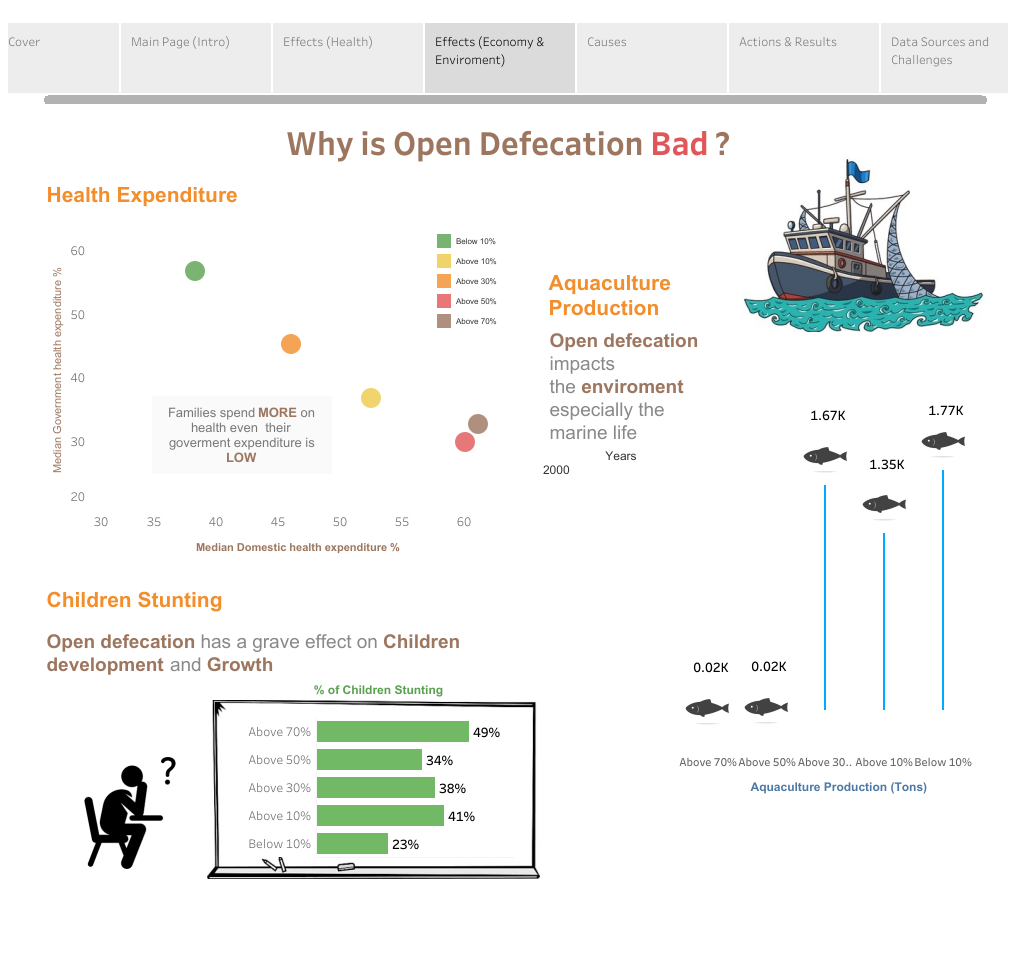 Cover
Main Page (Intro)
Effects (Health)
Effects (Economy &
Enviroment)
Causes
Actions & Results
Data Sources and
Challenges
Why is Open Defecation Bad ?
Health Expenditure
Median Government health expenditure %
60
50
40
30
20
30
35
40
45
50
55
60
Median Domestic health expenditure %
Below 10%
Above 10%
Above 30%
Above 50%
Above 70%
Families spend MORE on
health even their
goverment expenditure is
LOW
Aquaculture
Production
Open defecation
impacts
the enviroment
especially the
marine life
Years
2000
1.67K
1.35K
1.77K
0.02K
0.02K
Above 70%
Above 50%
Above 30..
Above 10%
Below 10%
Aquaculture Production (Tons)
Children Stunting
Open defecation has a grave effect on Children
development and Growth
% of Children Stunting
Above 70% 49%
Above 50% 34%
Above 30% 38%
Above 10% 41%
Below 10% 23%
?